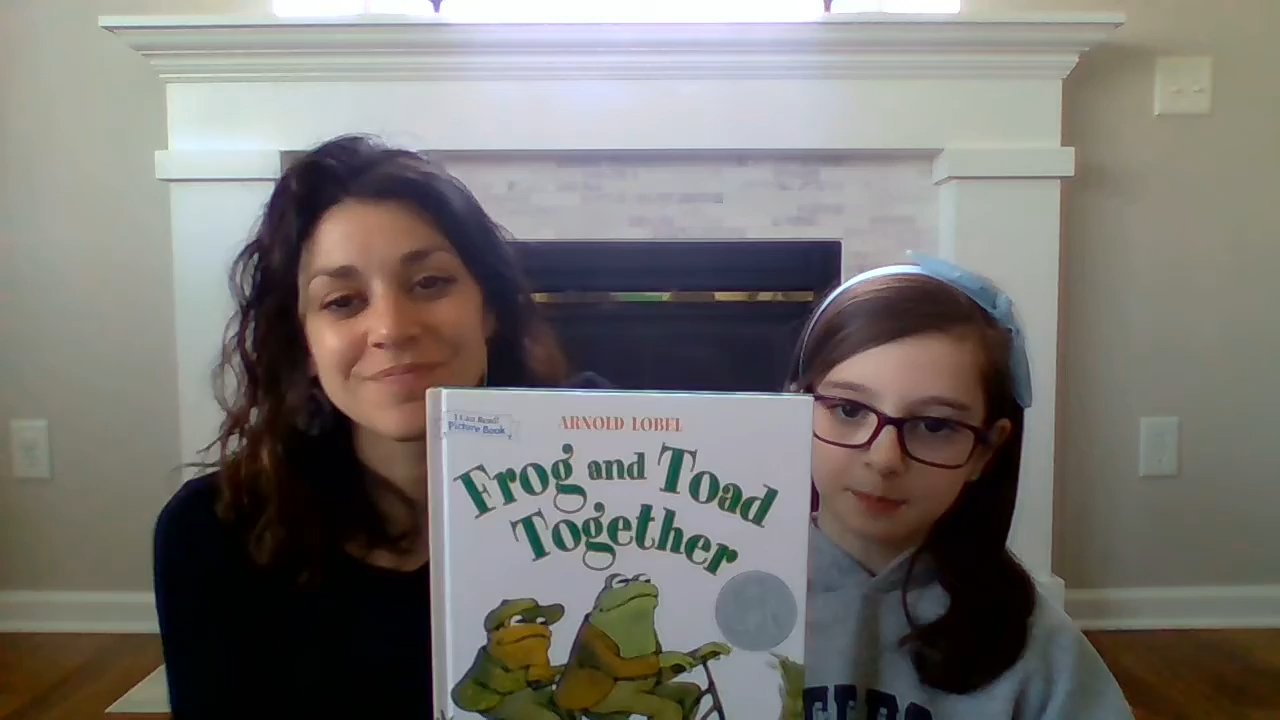 I Can Read!
Picture Book
ARNOLD LOBEL
Frog and Toad
Together